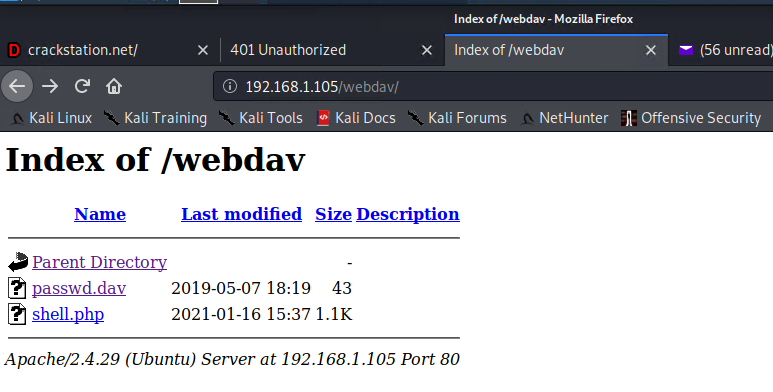 Index of /webdav - Mozilla Firefox
crackstation.net/ 401 Unauthorized Index of /webdav (56 unread)
192.168.1.105/webdav/
Kali Linux Kali Training Kali Tools Kali Docs Kali Forums NetHunter Offensive Security
Index of /webdav
Name Last modified Size Description
Parent Directory -
passwd.dav 2019-05-07 18:19 43
shell.php 2021-01-16 15:37 1.1K
Apache/2.4.29 (Ubuntu) Server at 192.168.1.105 Port 80